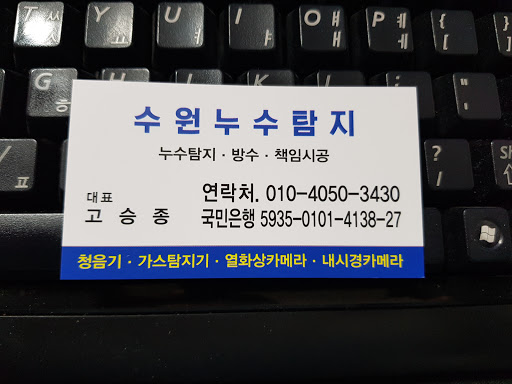 T ㅆ ㅅ Y ㅛ U ㅕ I ㅑ O ㅒ ㅐ P ㅖ ㅔ { [ }
G ㅎ H K L : ;
수원누수탐지
누수탐지 · 방수 · 책임시공
연락처. 010-4050-3430
대표
고 승 종 국민은행 5935-0101-4138-27
청음기 · 가스탐지기 · 열화상카메라 · 내시경카메라
ㅍ ? / Sh